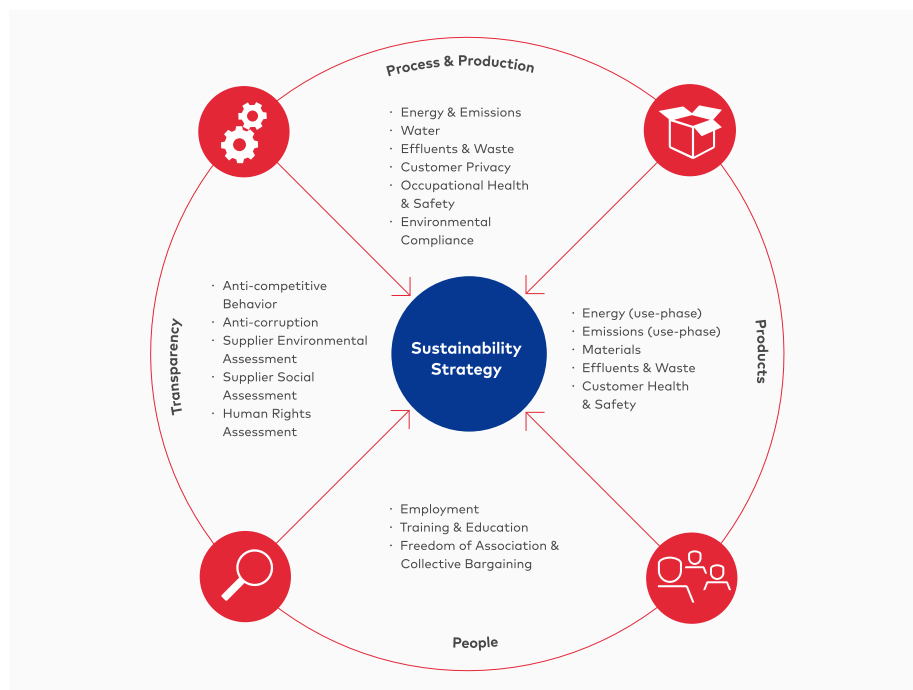 Process & Production
· Energy & Emissions
· Water
· Effluents & Waste
· Customer Privacy
· Occupational Health
& Safety
· Environmental
Compliance
Transparency
· Anti-competitive
Behavior
· Anti-corruption
· Supplier Environmental
Assessment
· Supplier Social
Assessment
· Human Rights
Assessment
Sustainability
Strategy
· Energy (use-phase)
· Emissions (use-phase)
· Materials
· Effluents & Waste
· Customer Health
& Safety
Products
· Employment
· Training & Education
· Freedom of Association &
Collective Bargaining
People